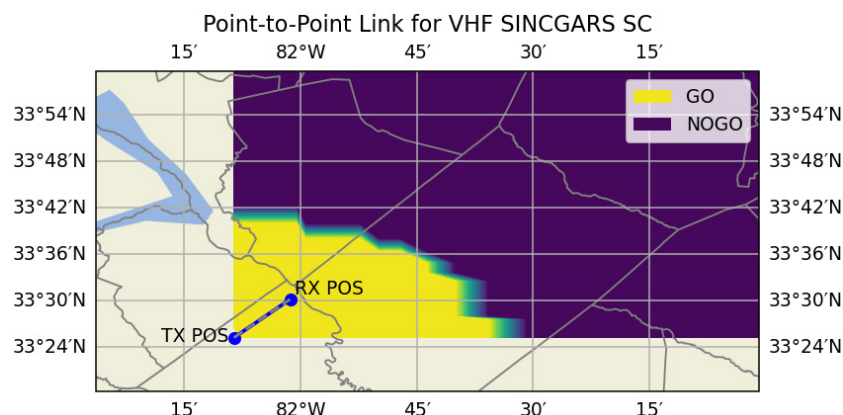 Point-to-Point Link for VHF SINCGARS SC
15′ 82°W 45′ 30′ 15′
GO
NOGO
33°54′N 33°54′N
33°48′N 33°48′N
33°42′N 33°42′N
33°36′N 33°36′N
RX POS
33°30′N 33°30′N
TX POS
33°24′N 33°24′N
15′ 82°W 45′ 30′ 15′